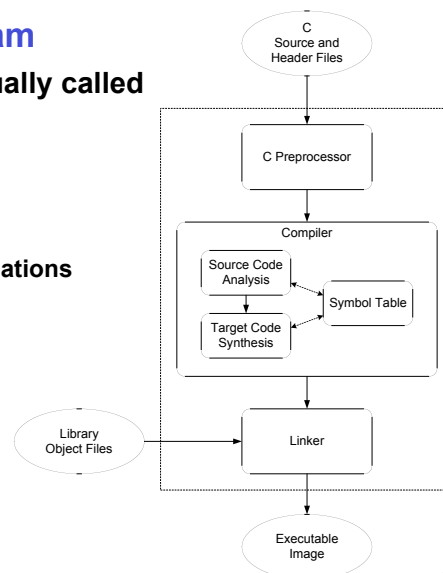 am
ually called
ations
C
Source and
Header Files
C Preprocessor
Compiler
Source Code
Analysis
Symbol Table
Target Code
Synthesis
Library
Object Files
Linker
Executable
Image